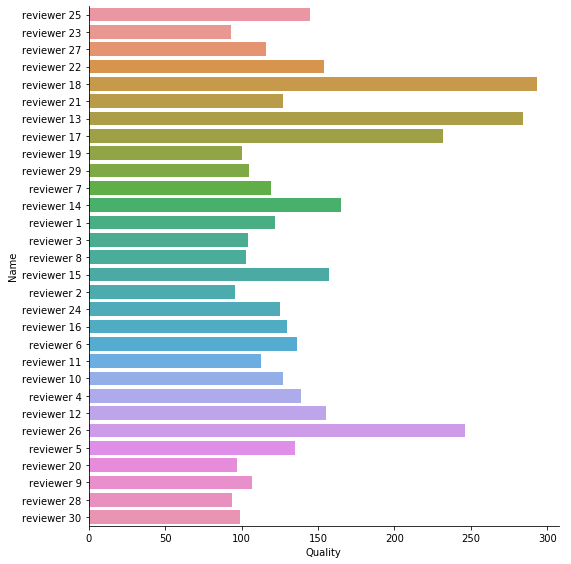 reviewer 25
reviewer 23
reviewer 27
reviewer 22
reviewer 18
reviewer 21
reviewer 13
reviewer 17
reviewer 19
reviewer 29
reviewer 7
reviewer 14
reviewer 1
reviewer 3
reviewer 8
reviewer 15
reviewer 2
reviewer 24
reviewer 16
reviewer 6
reviewer 11
reviewer 10
reviewer 4
reviewer 12
reviewer 26
reviewer 5
reviewer 20
reviewer 9
reviewer 28
reviewer 30
Name
0 50 100 150 200 250 300
Quality